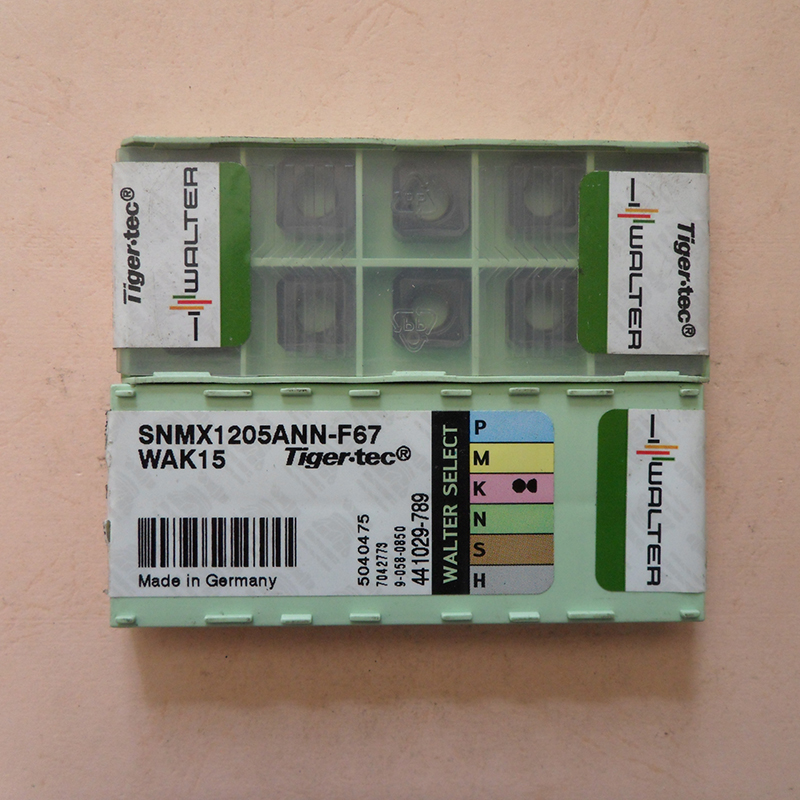 Tiger·tec®
WALTER
WALTER
Tiger·tec®
SNMX1205ANN-F67
WAK15 Tiger·tec®
Made in Germany
5040475
7042773
9-058-0850
441029-789
WALTER SELECT
P
M
K
N
S
H
WALTER